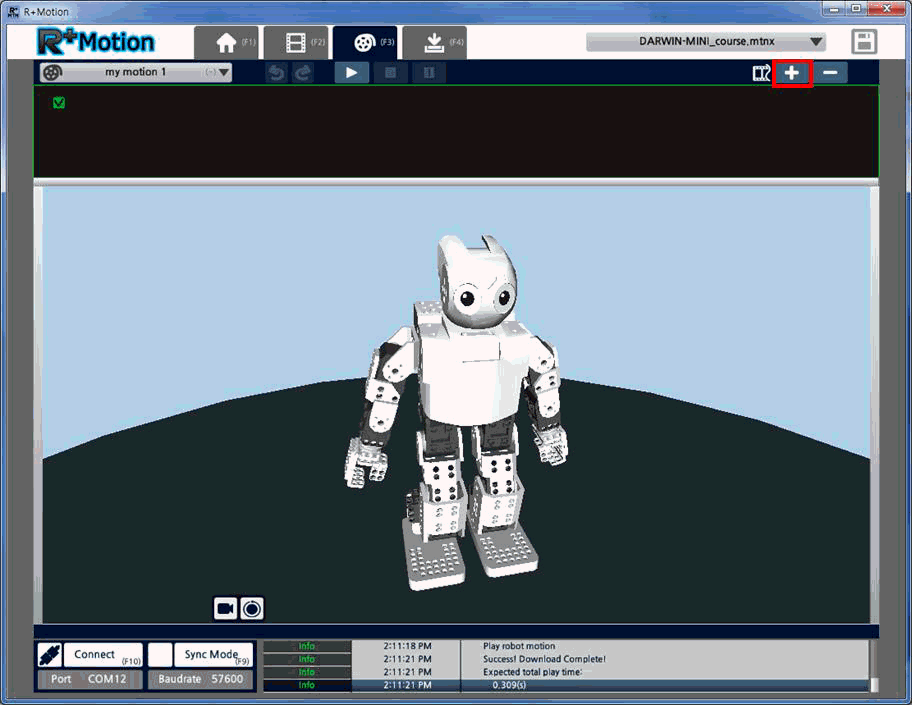 R+Motion
R+Motion (F1) (F2) (F3) (F4) DARWIN-MINI_course.mtnx
my motion 1 (-)
Connect (F10) Sync Mode (F9)
Port COM12 Baudrate 57600
Info 2:11:18 PM Play robot motion
Info 2:11:21 PM Success! Download Complete!
Info 2:11:21 PM Expected total play time:
Info 2:11:21 PM 0.309(s)